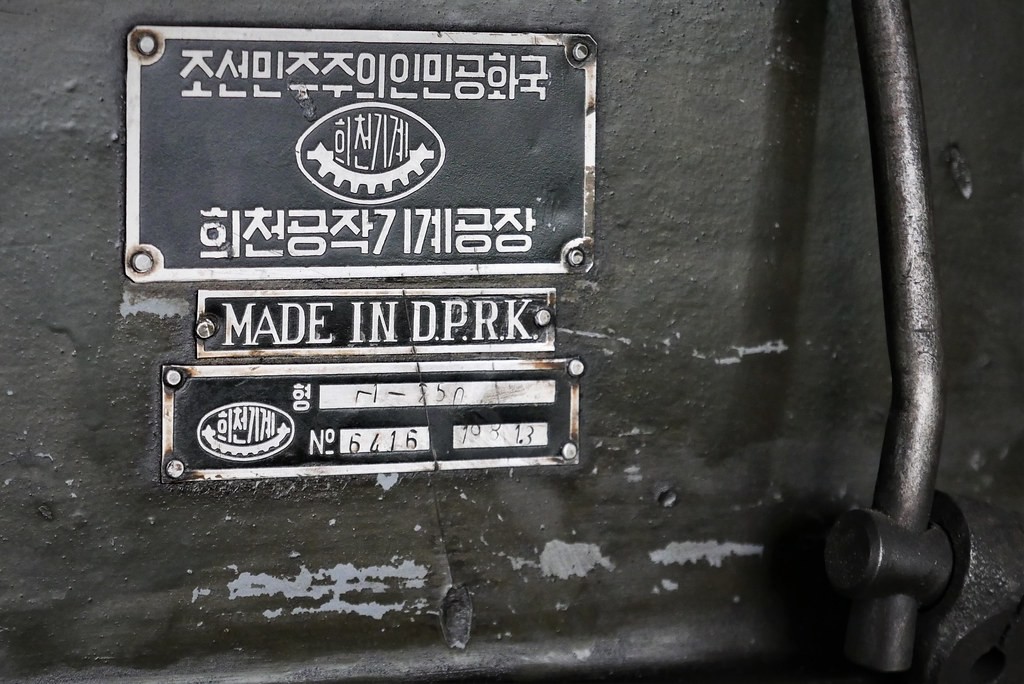 조선민주주의인민공화국
희천기계
희천공작기계공장
MADE IN D.P.R.K.
희천기계
형
№ 6416